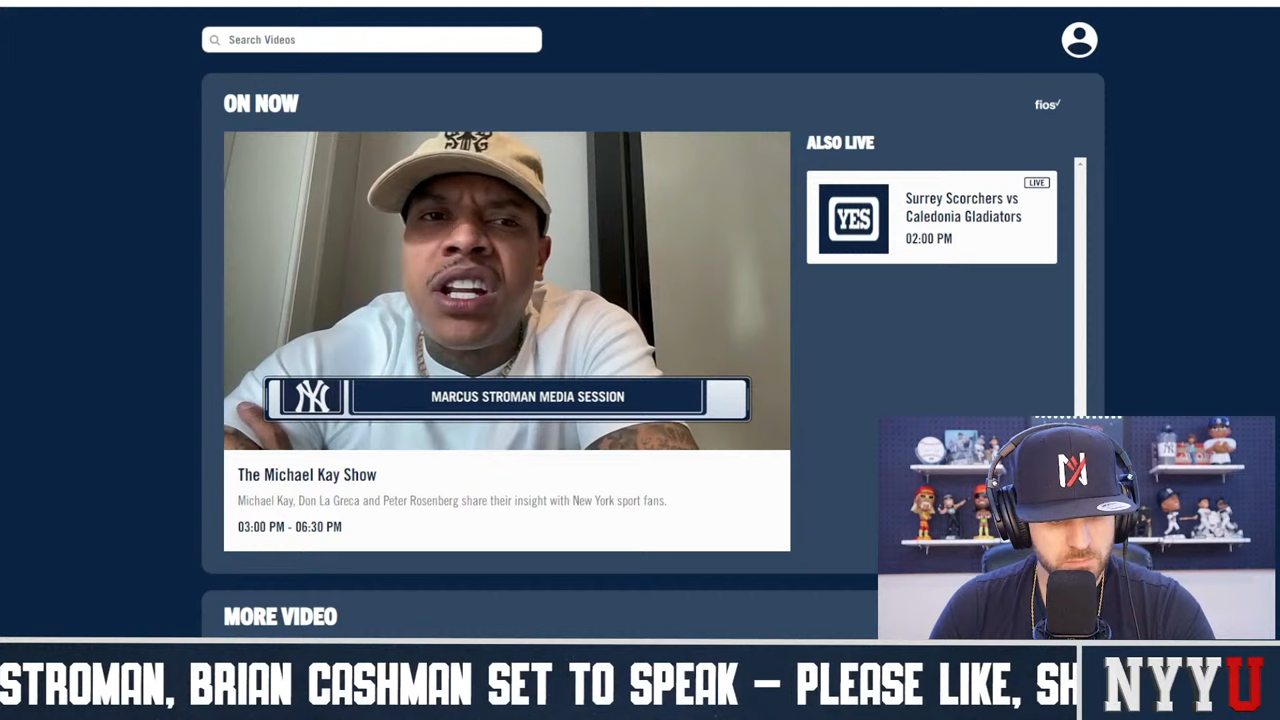 Search Videos
ON NOW
fios
ALSO LIVE
LIVE
YES
Surrey Scorchers vs
Caledonia Gladiators
02:00 PM
NY
MARCUS STROMAN MEDIA SESSION
The Michael Kay Show
Michael Kay, Don La Greca and Peter Rosenberg share their insight with New York sport fans.
03:00 PM - 06:30 PM
MORE VIDEO
STROMAN, BRIAN CASHMAN SET TO SPEAK – PLEASE LIKE, SH
NYYU